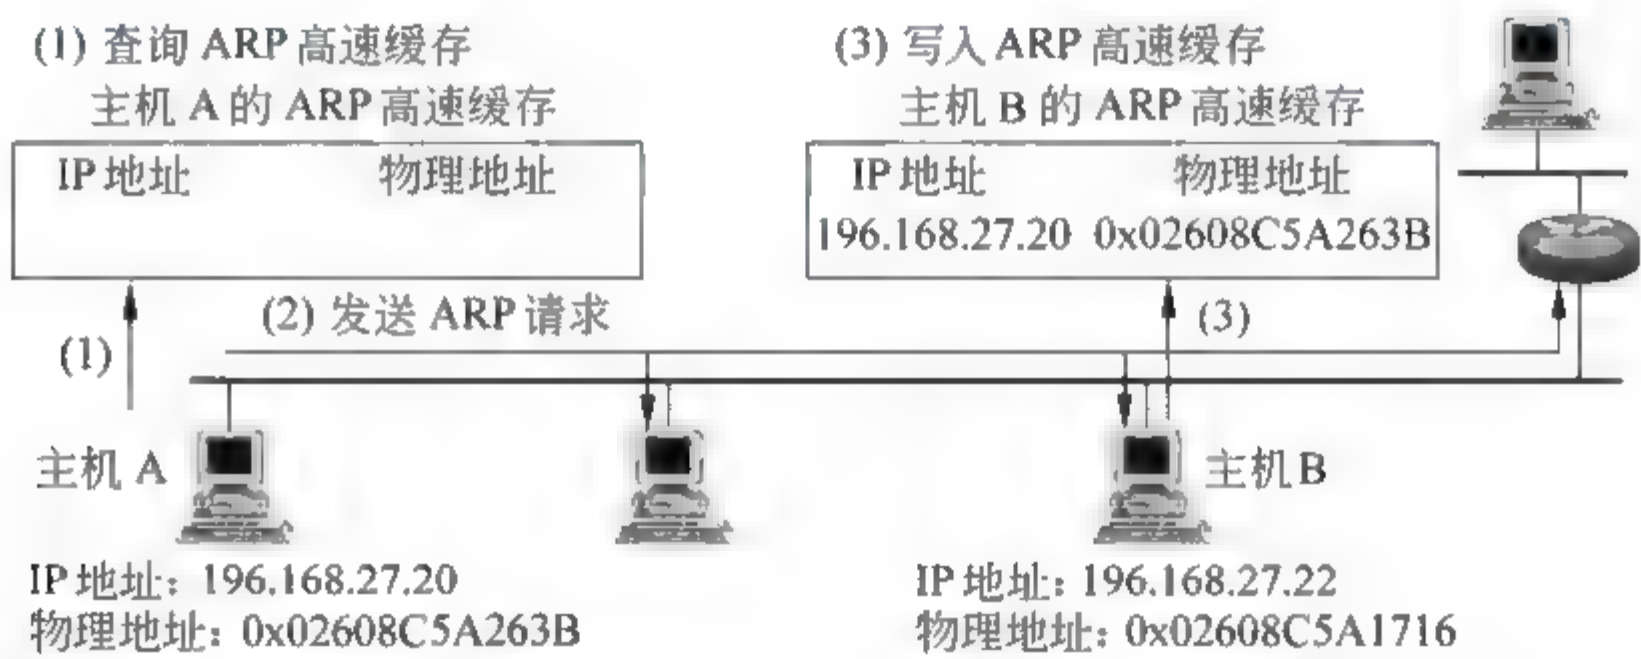 (1) 查询 ARP 高速缓存
主机 A 的 ARP 高速缓存
IP 地址 物理地址
(3) 写入 ARP 高速缓存
主机 B 的 ARP 高速缓存
IP 地址 物理地址
196.168.27.20 0x02608C5A263B
(2) 发送 ARP 请求
(1)
(3)
主机 A
主机 B
IP 地址：196.168.27.20
物理地址：0x02608C5A263B
IP 地址：196.168.27.22
物理地址：0x02608C5A1716